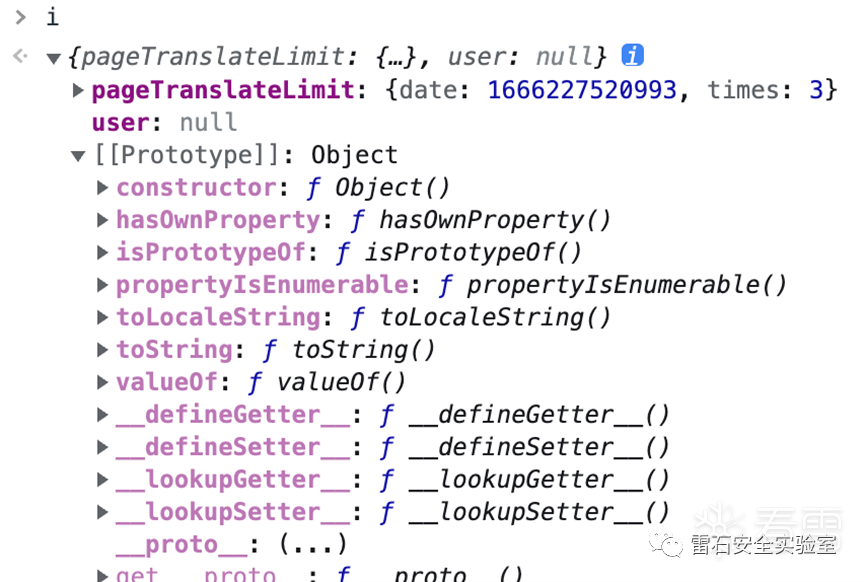 > i
<· ▼{pageTranslateLimit: {…}, user: null} i
▶pageTranslateLimit: {date: 1666227520993, times: 3}
user: null
▼[[Prototype]]: Object
▶constructor: ƒ Object()
▶hasOwnProperty: ƒ hasOwnProperty()
▶isPrototypeOf: ƒ isPrototypeOf()
▶propertyIsEnumerable: ƒ propertyIsEnumerable()
▶toLocaleString: ƒ toLocaleString()
▶toString: ƒ toString()
▶valueOf: ƒ valueOf()
▶__defineGetter__: ƒ __defineGetter__()
▶__defineSetter__: ƒ __defineSetter__()
▶__lookupGetter__: ƒ __lookupGetter__()
▶__lookupSetter__: ƒ __lookupSetter__()
看雪
雷石安全实验室
__proto__: (...)
▶get __proto__: ƒ __proto__()